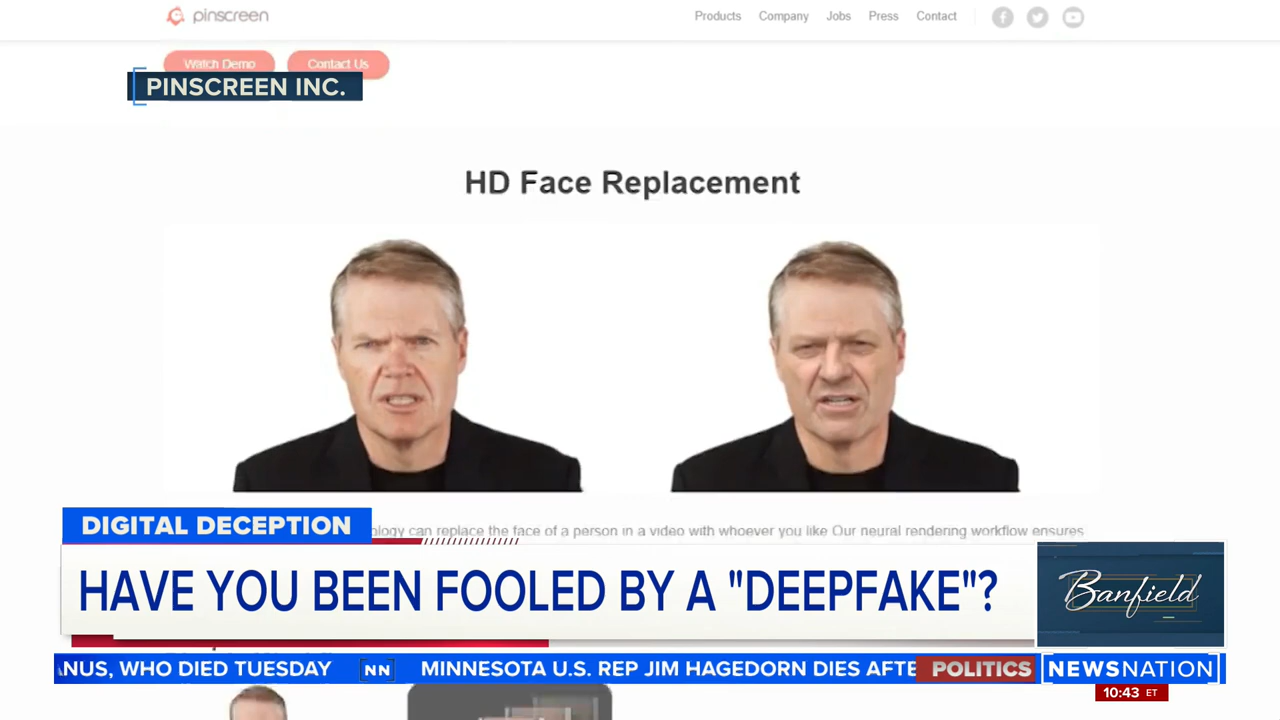 pinscreen
Products Company Jobs Press Contact
Watch Demo Contact Us
PINSCREEN INC.
HD Face Replacement
can replace the face of a person in a video with whoever you like Our neural rendering workflow ensures
DIGITAL DECEPTION
HAVE YOU BEEN FOOLED BY A "DEEPFAKE"?
Banfield
ANUS, WHO DIED TUESDAY NN MINNESOTA U.S. REP JIM HAGEDORN DIES AFTE POLITICS NEWSNATION
10:43 ET